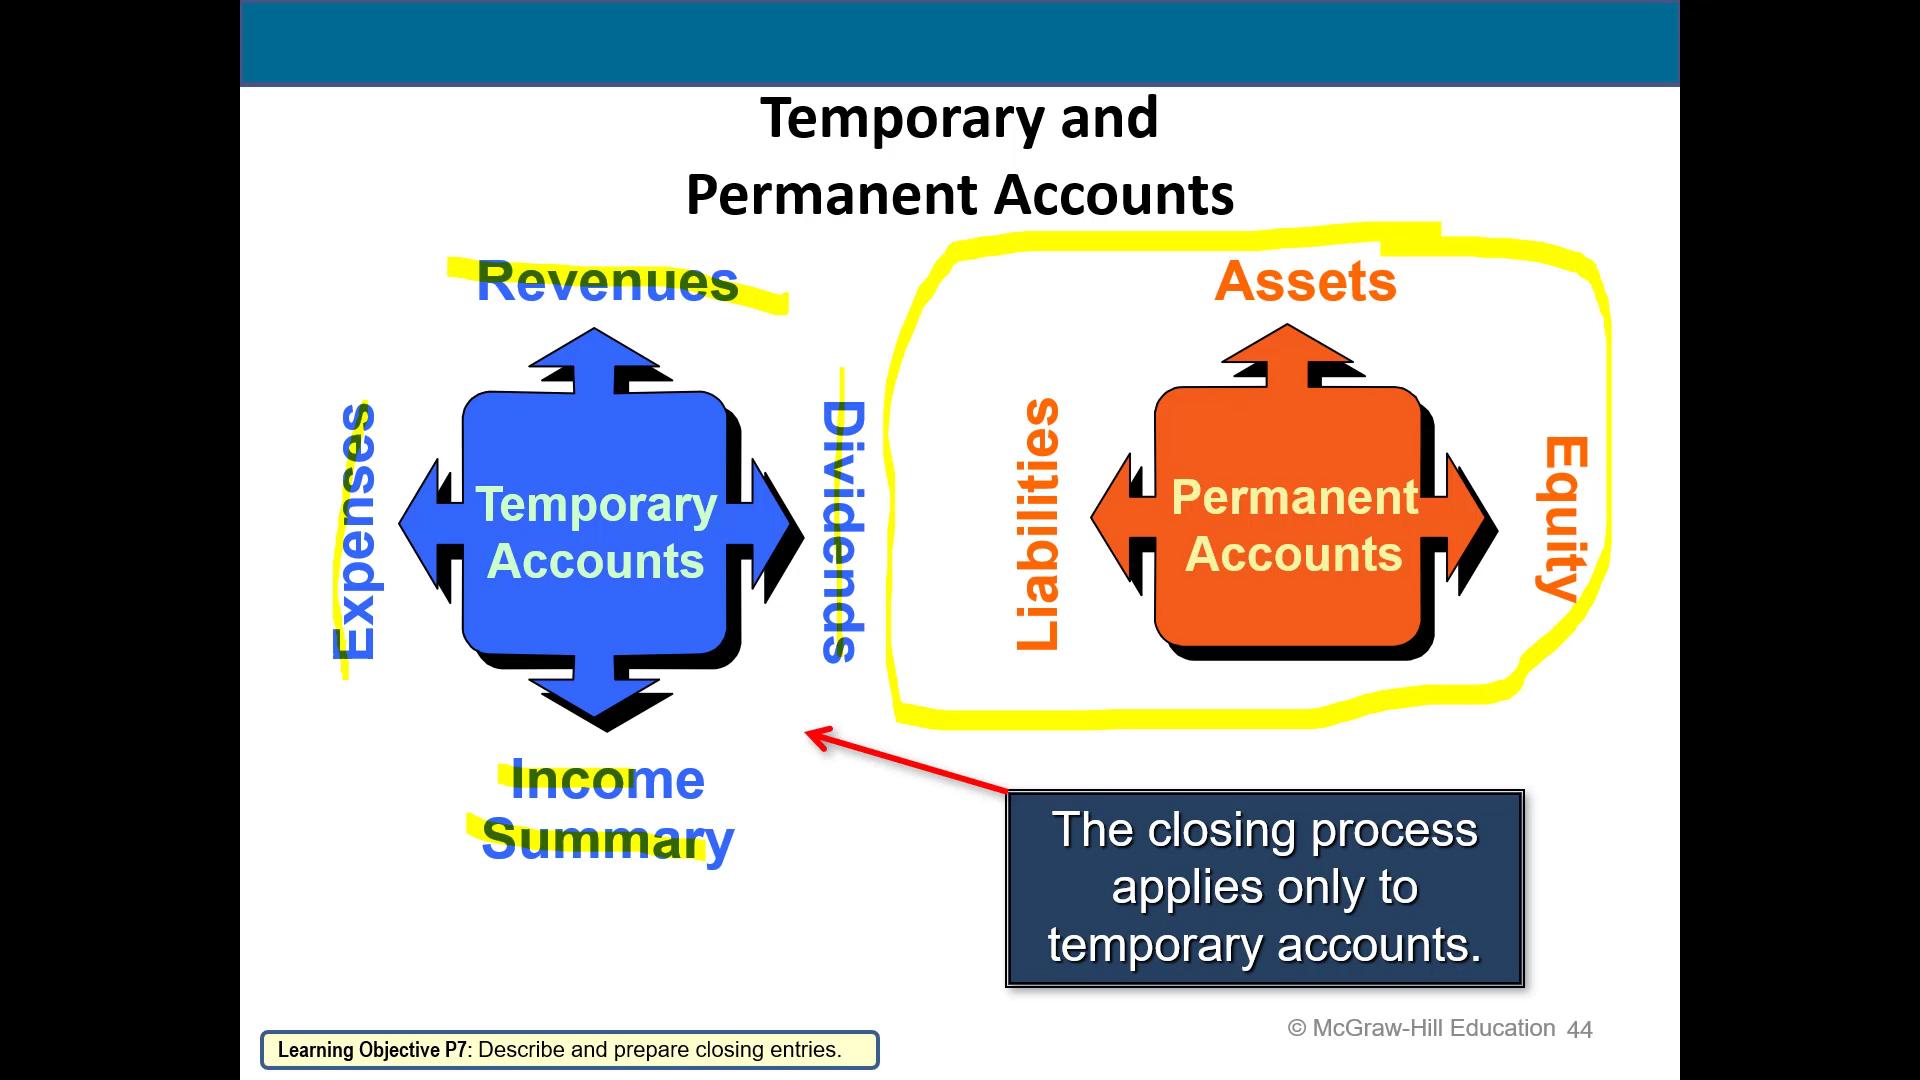 Temporary and
Permanent Accounts
Revenues
Expenses
Temporary
Accounts
Dividends
Income
Summary
Assets
Liabilities
Permanent
Accounts
Equity
The closing process
applies only to
temporary accounts.
Learning Objective P7: Describe and prepare closing entries.
© McGraw-Hill Education 44